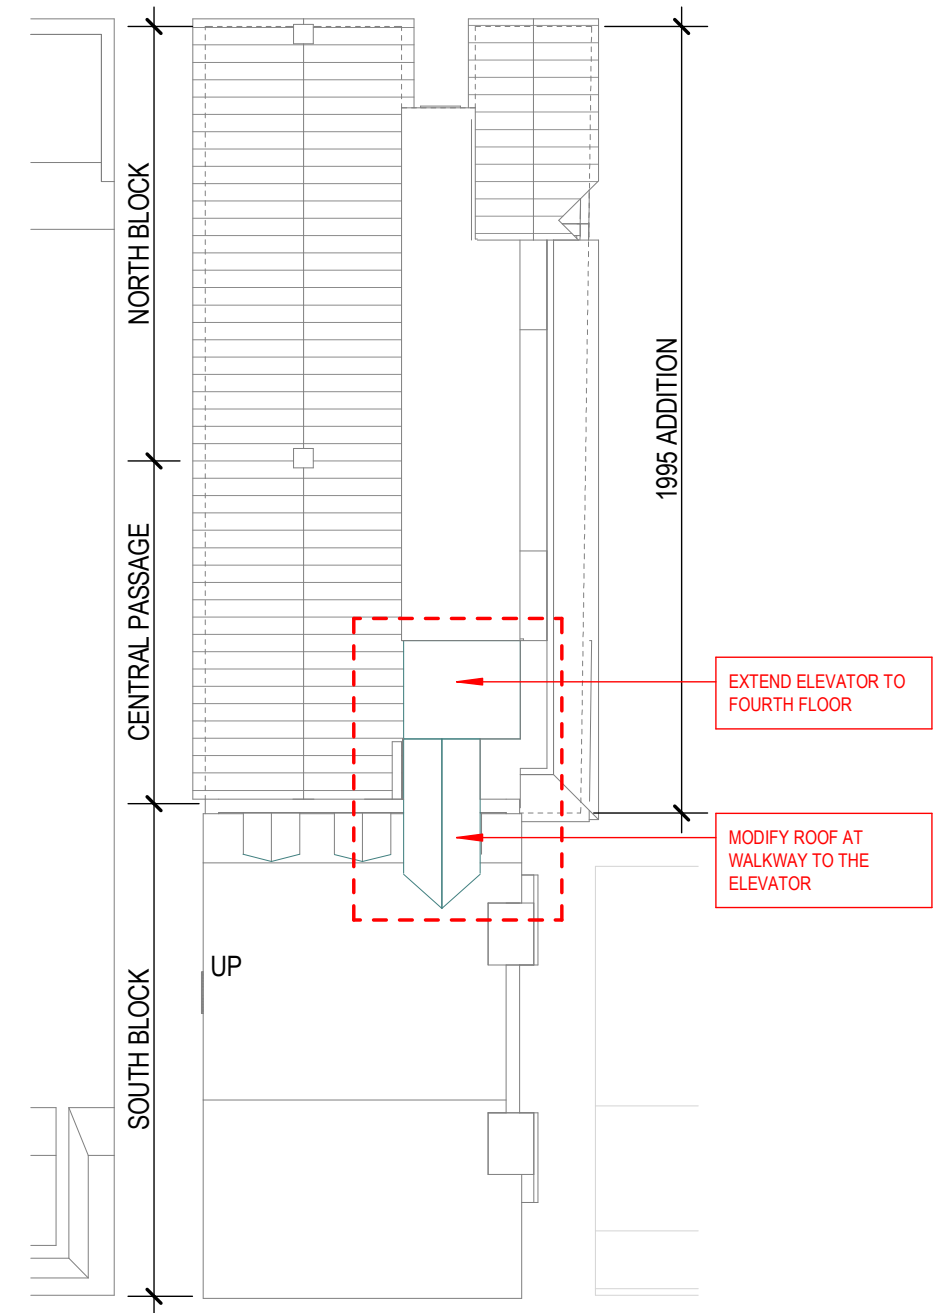 NORTH BLOCK
1995 ADDITION
CENTRAL PASSAGE
EXTEND ELEVATOR TO
FOURTH FLOOR
MODIFY ROOF AT
WALKWAY TO THE
ELEVATOR
UP
SOUTH BLOCK